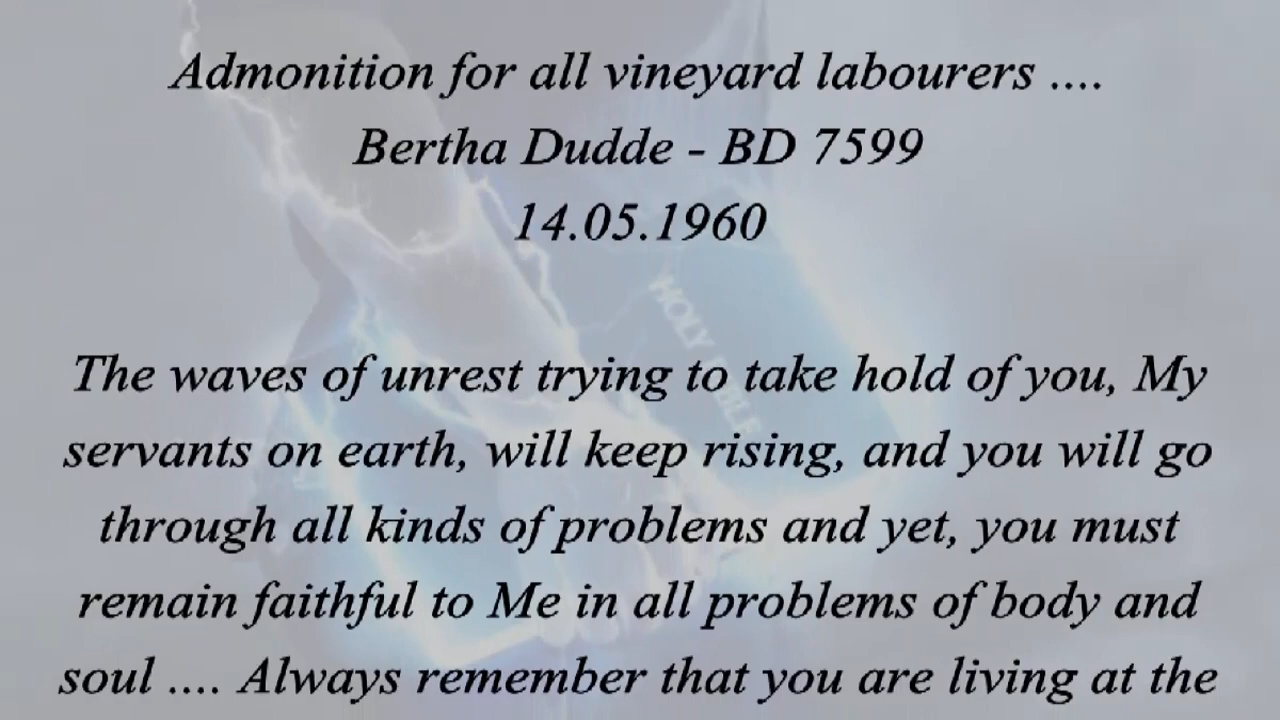 Admonition for all vineyard labourers ....
Bertha Dudde - BD 7599
14.05.1960
HOLY BIBLE
The waves of unrest trying to take hold of you, My
servants on earth, will keep rising, and you will go
through all kinds of problems and yet, you must
remain faithful to Me in all problems of body and
soul .... Always remember that you are living at the